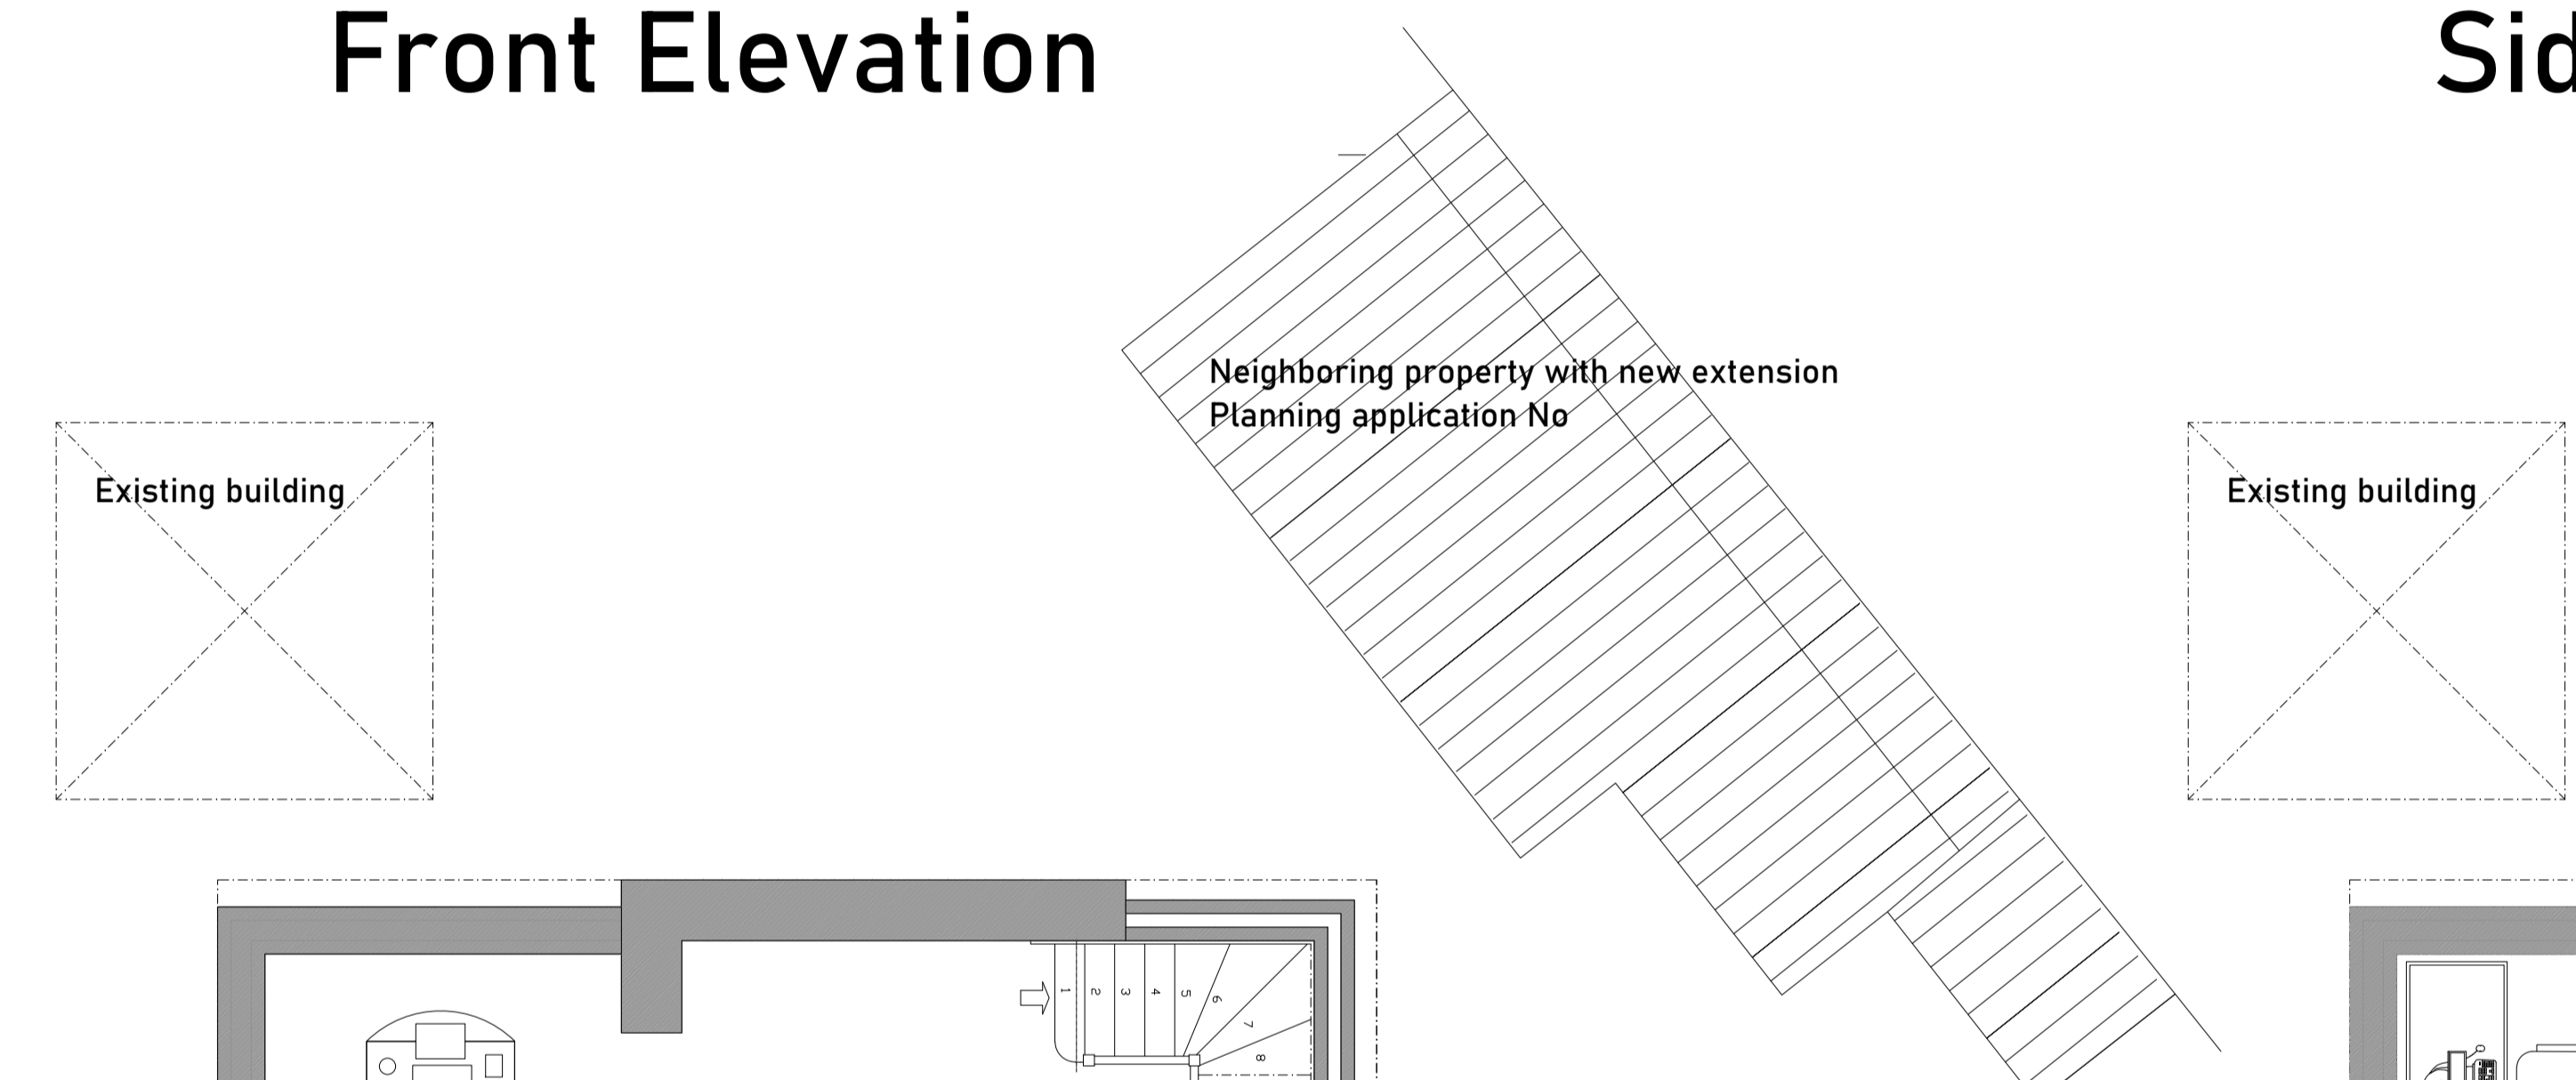 Front Elevation
Sid
Neighboring property with new extension
Planning application No
Existing building
Existing building
1
2
3
4
5
6
7
8